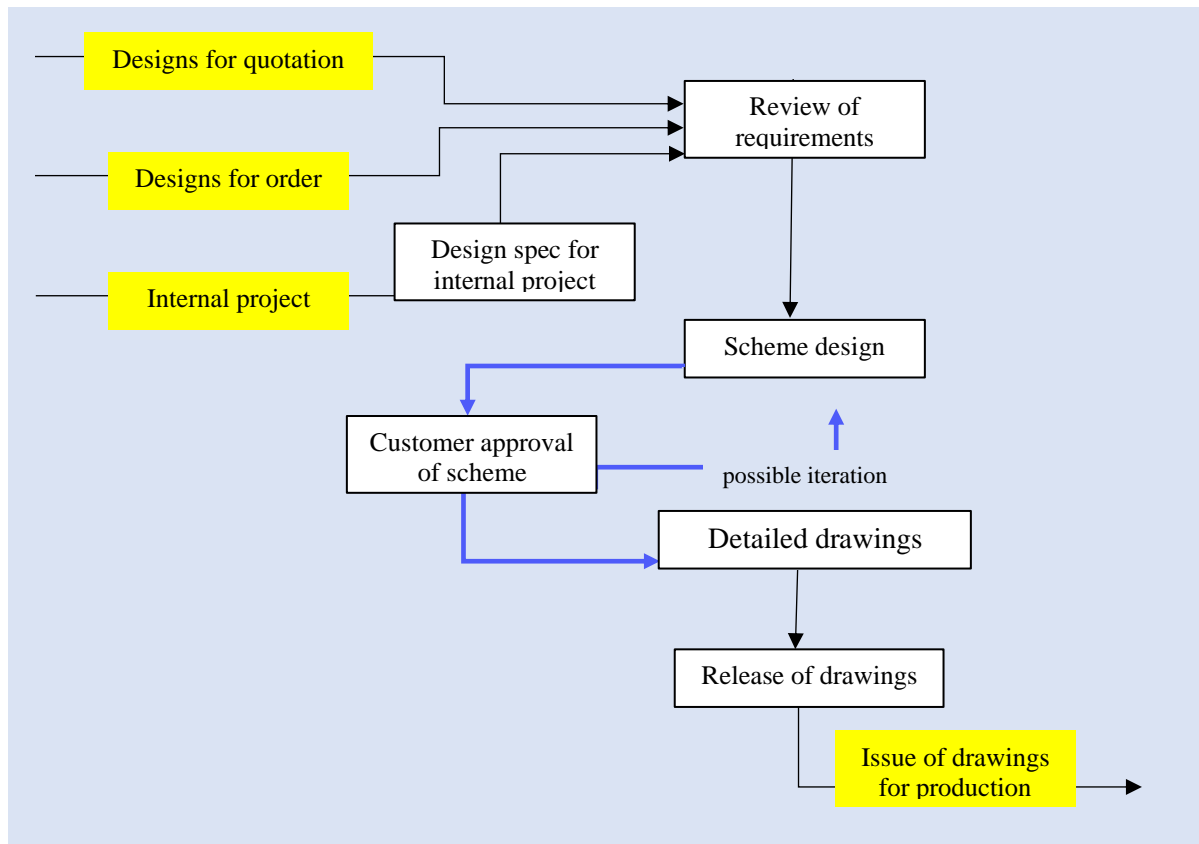 Designs for quotation
Review of
requirements
Designs for order
Design spec for
internal project
Internal project
Scheme design
Customer approval
of scheme
possible iteration
Detailed drawings
Release of drawings
Issue of drawings
for production